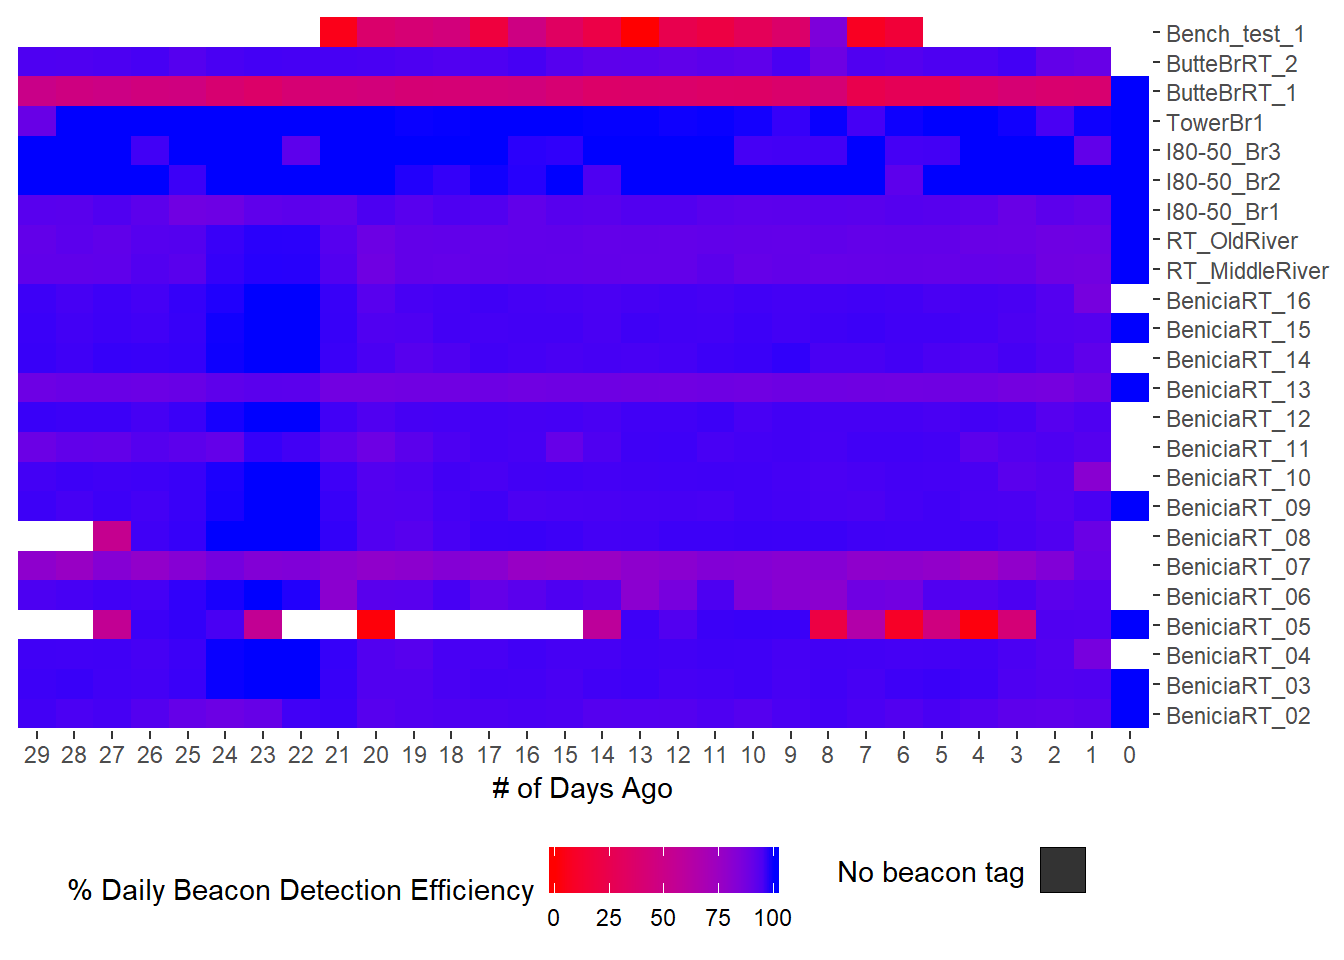 Bench_test_1
ButteBrRT_2
ButteBrRT_1
TowerBr1
I80-50_Br3
I80-50_Br2
I80-50_Br1
RT_OldRiver
RT_MiddleRiver
BeniciaRT_16
BeniciaRT_15
BeniciaRT_14
BeniciaRT_13
BeniciaRT_12
BeniciaRT_11
BeniciaRT_10
BeniciaRT_09
BeniciaRT_08
BeniciaRT_07
BeniciaRT_06
BeniciaRT_05
BeniciaRT_04
BeniciaRT_03
BeniciaRT_02
29 28 27 26 25 24 23 22 21 20 19 18 17 16 15 14 13 12 11 10 9 8 7 6 5 4 3 2 1 0
# of Days Ago
% Daily Beacon Detection Efficiency
0 25 50 75 100
No beacon tag